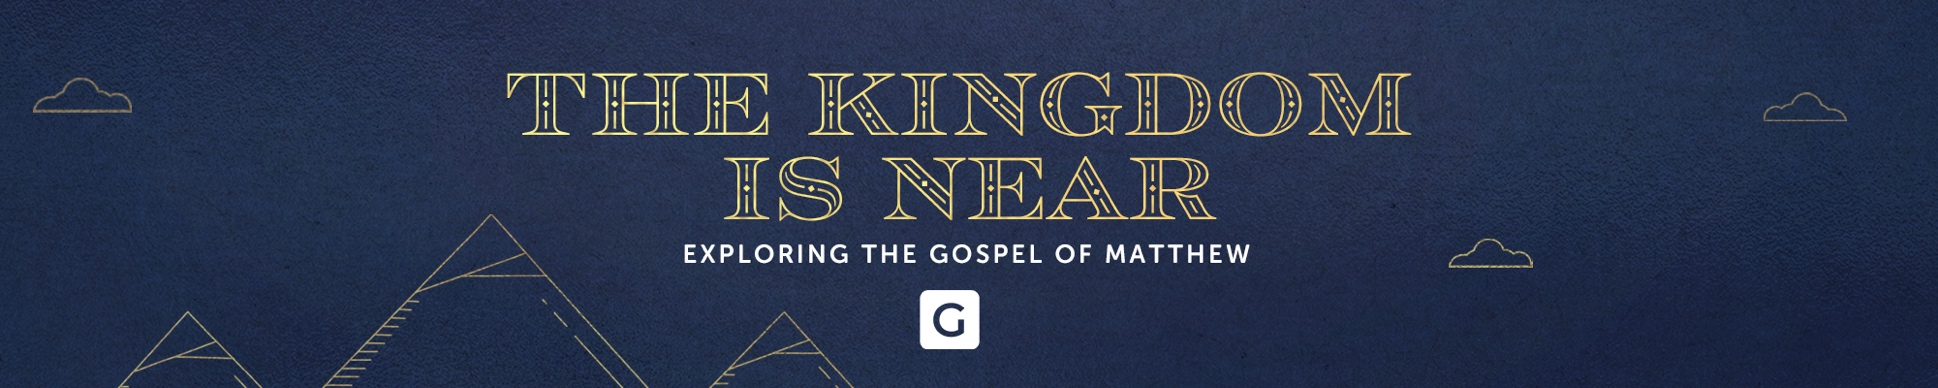 THE KINGDOM
IS NEAR
EXPLORING THE GOSPEL OF MATTHEW
G